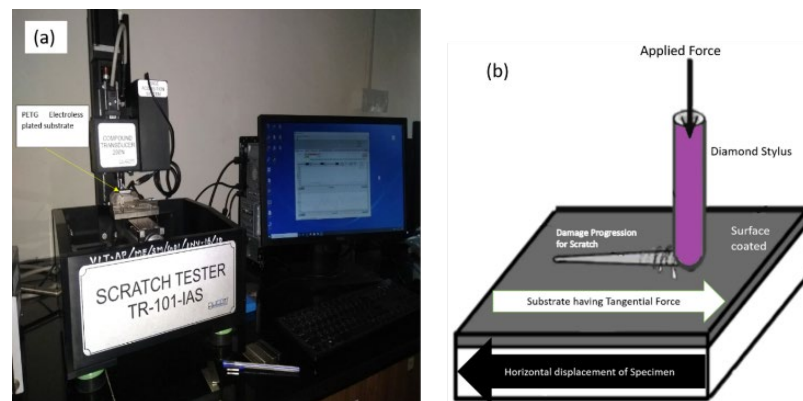 (a)
PETG Electroless
plated substrate
COMPOUND
TRANSDUCER
SCRATCH TESTER
TR-101-IAS
DUCOM
(b)
Applied Force
Diamond Stylus
Damage Progression
for Scratch
Surface
coated
Substrate having Tangential Force
Horizontal displacement of Specimen